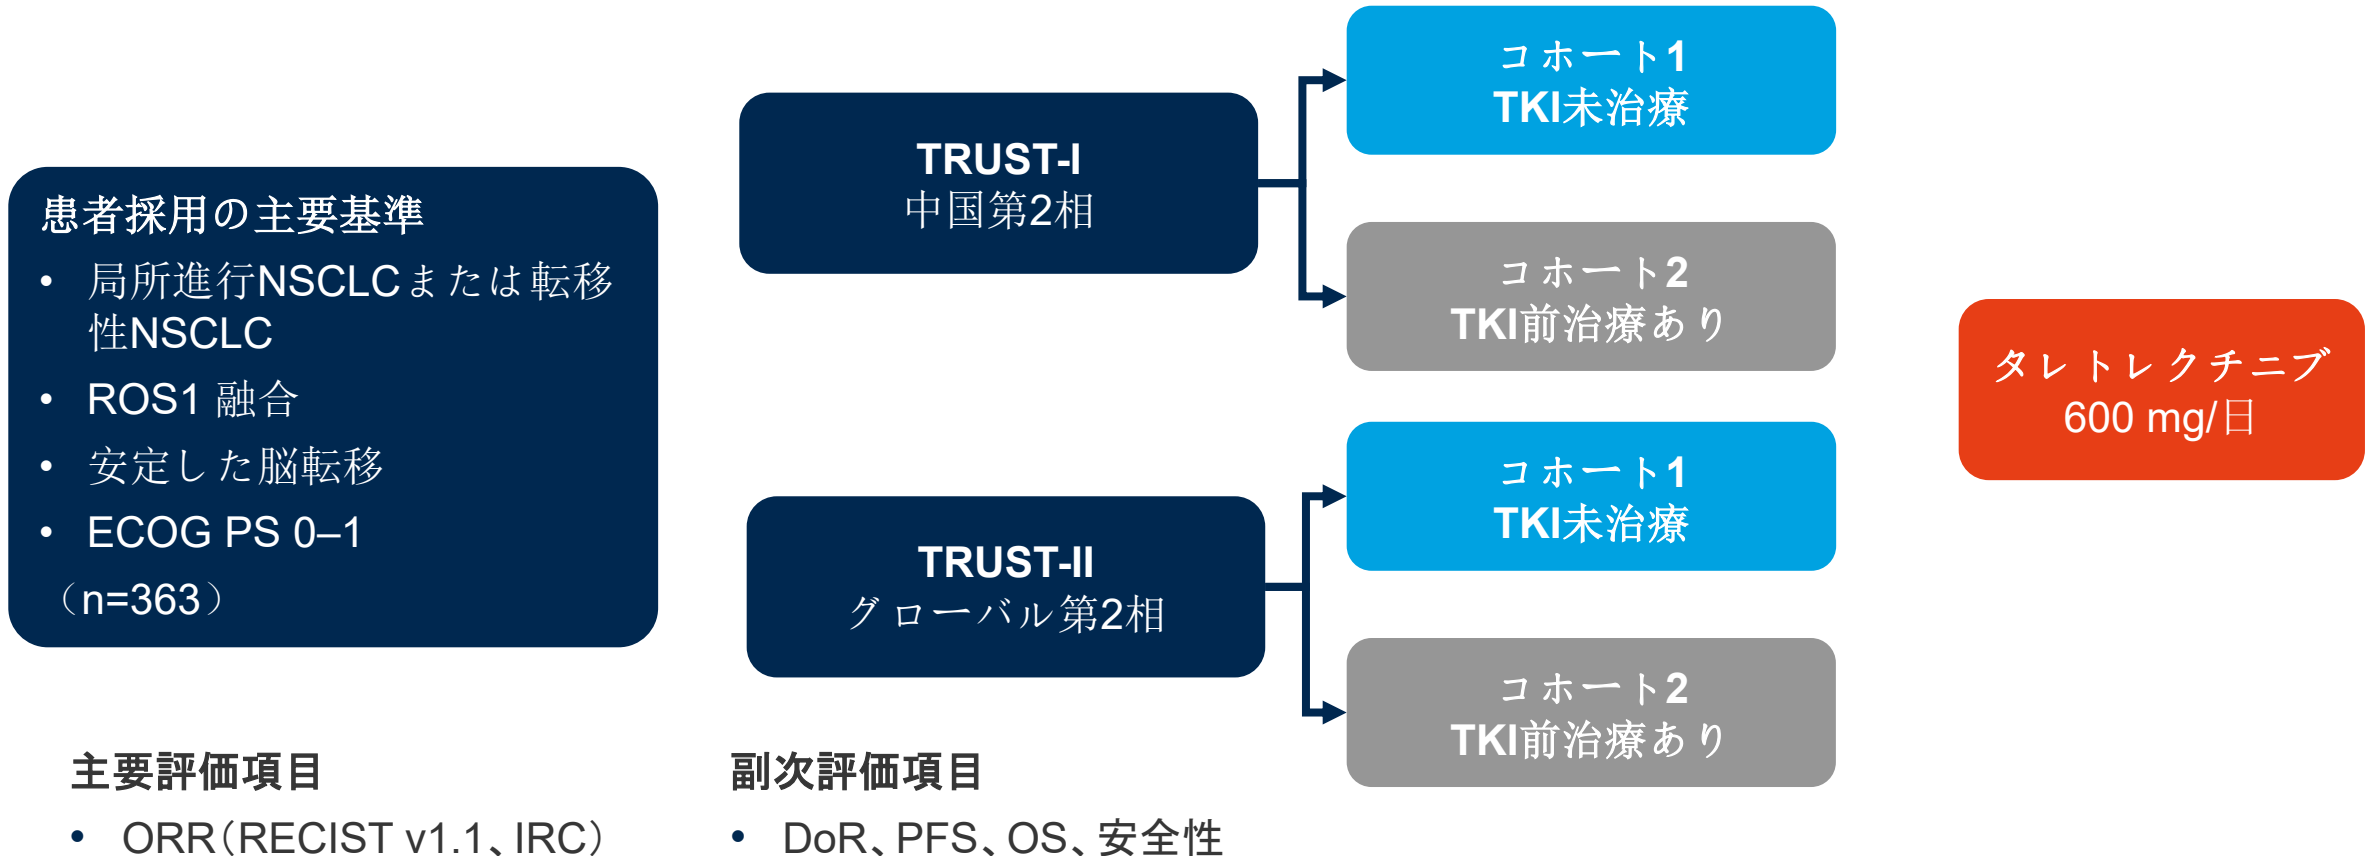 患者採用の主要基準
• 局所進行NSCLCまたは転移
性NSCLC
• ROS1 融合
• 安定した脳転移
• ECOG PS 0–1
（n=363）
TRUST-I
中国第2相
コホート1
TKI未治療
コホート2
TKI前治療あり
TRUST-II
グローバル第2相
コホート1
TKI未治療
コホート2
TKI前治療あり
タレトレクチニブ
600 mg/日
主要評価項目
• ORR（RECIST v1.1、IRC）
副次評価項目
• DoR、PFS、OS、安全性